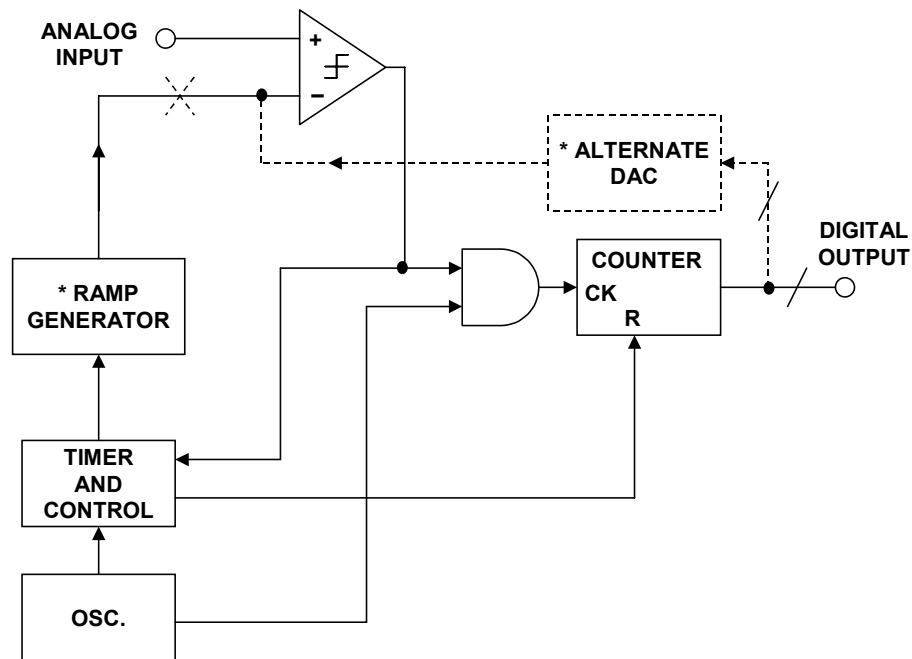 ANALOG
INPUT
+
−
* ALTERNATE
DAC
DIGITAL
OUTPUT
COUNTER
CK
R
* RAMP
GENERATOR
TIMER
AND
CONTROL
OSC.